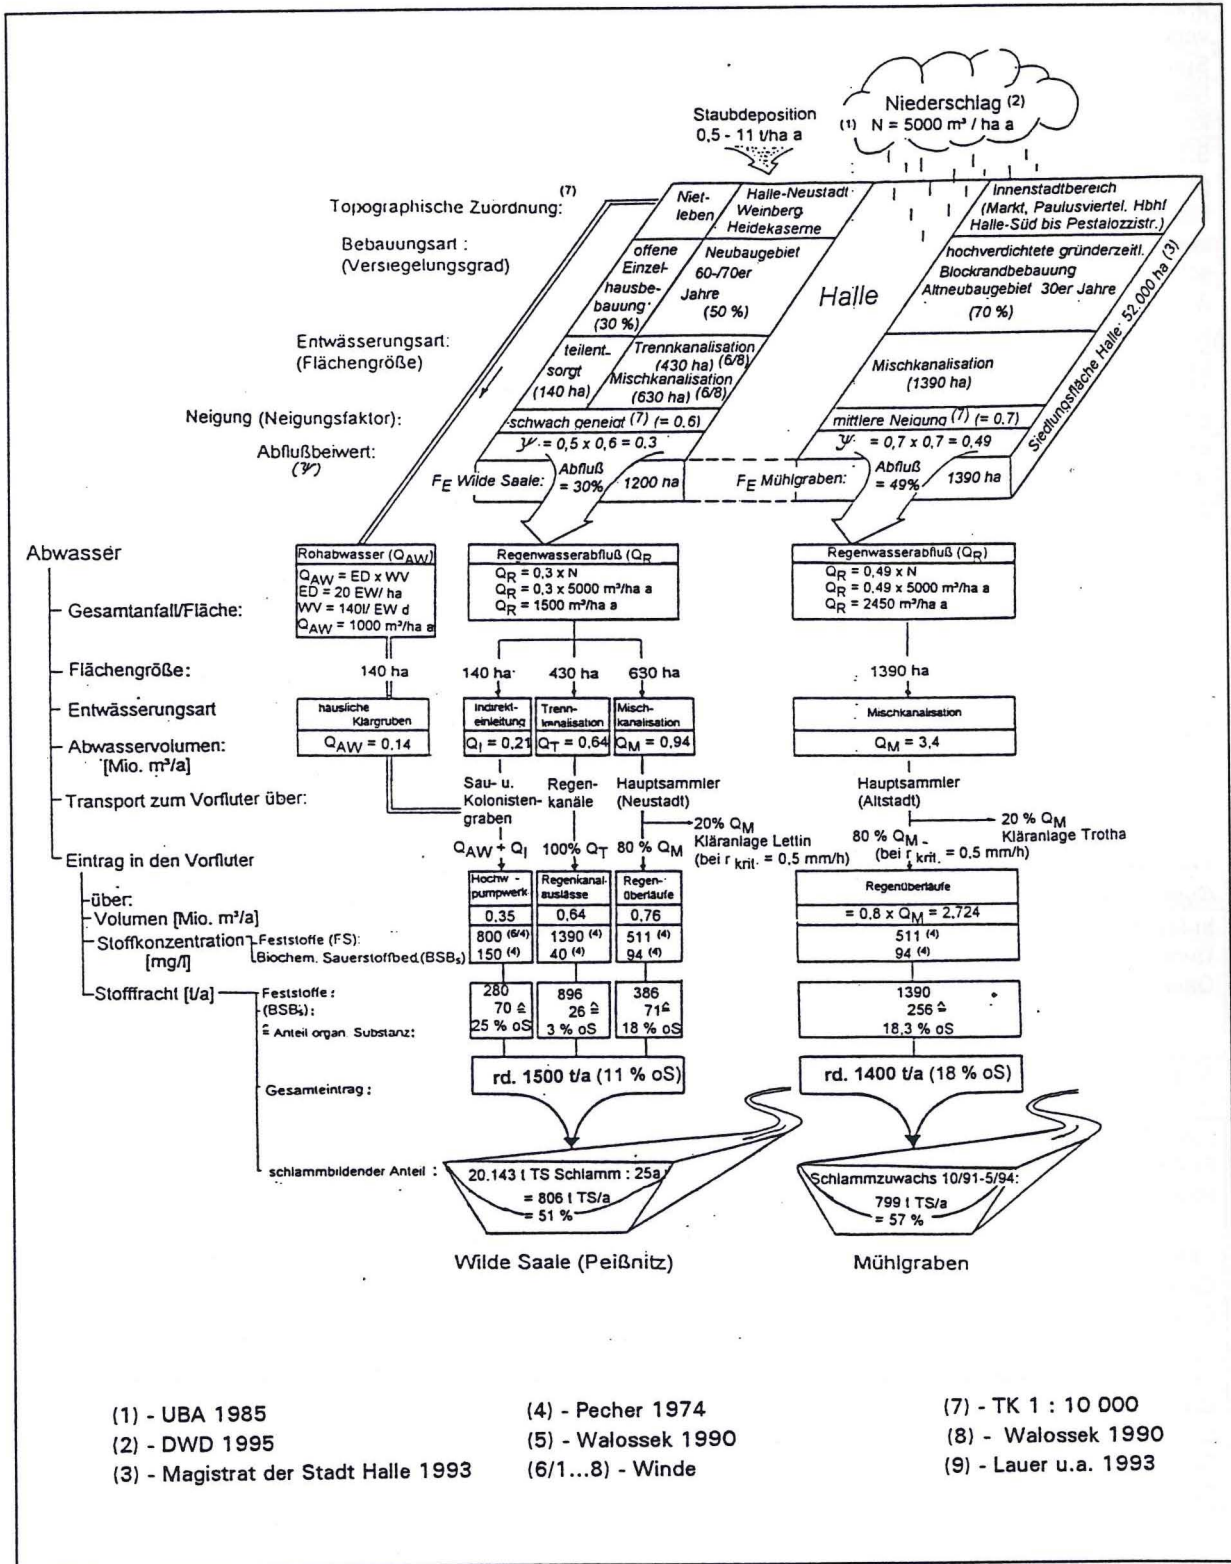 Staubdeposition
0,5 - 11 t/ha a
Niederschlag (2)
(1) N = 5000 m³ / ha a
Topographische Zuordnung: (7)
Niet-
leben
Halle-Neustadt
Weinberg
Heidekaserne
Halle
Innenstadtbereich
(Markt, Paulusviertel. Hbhf
Halle-Süd bis Pestalozzistr.)
Bebauungsart :
(Versiegelungsgrad)
offene
Einzel-
hausbe-
bauung
(30 %)
Neubaugebiet
60-/70er
Jahre
(50 %)
hochverdichtete gründerzeitl.
Blockrandbebauung
Altneubaugebiet 30er Jahre
(70 %)
Siedlungsfläche Halle: 52.000 ha (3)
Entwässerungsart:
(Flächengröße)
teilent-
sorgt
(140 ha)
Trennkanalisation
(430 ha) (6/8)
Mischkanalisation
(630 ha) (6/8)
Mischkanalisation
(1390 ha)
Neigung (Neigungsfaktor):
schwach geneigt (7) (= 0.6)
mittlere Neigung (7) (= 0.7)
Abflußbeiwert:
(Ψ)
Ψ = 0,5 x 0,6 = 0.3
Ψ = 0,7 x 0,7 = 0,49
FE Wilde Saale:
Abfluß
= 30%
1200 ha
FE Mühlgraben:
Abfluß
= 49%
1390 ha
Abwasser
Gesamtanfall/Fläche:
Rohabwasser (QAW)
QAW = ED x WV
ED = 20 EW/ ha
WV = 140l/ EW d
QAW = 1000 m³/ha a
Regenwasserabfluß (QR)
QR = 0,3 x N
QR = 0,3 x 5000 m³/ha a
QR = 1500 m³/ha a
Regenwasserabfluß (QR)
QR = 0,49 x N
QR = 0,49 x 5000 m³/ha a
QR = 2450 m³/ha a
Flächengröße:
140 ha
140 ha
430 ha
630 ha
1390 ha
Entwässerungsart
häusliche
Klärgruben
Indirekt-
einleitung
Trenn-
kanalisation
Misch-
kanalisation
Mischkanalisation
Abwasservolumen:
[Mio. m³/a]
QAW = 0,14
QI = 0,21
QT = 0,64
QM = 0,94
QM = 3,4
Transport zum Vorfluter über:
Sau- u.
Kolonisten-
graben
Regen-
kanäle
Hauptsammler
(Neustadt)
Hauptsammler
(Altstadt)
20% QM
Kläranlage Lettin
(bei r krit. = 0.5 mm/h)
20 % QM
Kläranlage Trotha
(bei r krit. = 0.5 mm/h)
QAW + QI
100% QT
80 % QM
80 % QM
Eintrag in den Vorfluter
über:
Hochw -
pumpwerk
Regenkanal-
auslässe
Regen-
überläufe
Regenüberläufe
Volumen [Mio. m³/a]
0,35
0,64
0,76
= 0.8 x QM = 2,724
Stoffkonzentration
[mg/l]
Feststoffe (FS):
800 (6/4)
1390 (4)
511 (4)
511 (4)
Biochem. Sauerstoffbed.(BSB5)
150 (4)
40 (4)
94 (4)
94 (4)
Stofffracht [t/a]
Feststoffe :
280
896
386
1390
(BSB5):
70 ≙
26 ≙
71 ≙
256 ≙
≙ Anteil organ. Substanz:
25 % oS
3 % oS
18 % oS
18,3 % oS
Gesamteintrag :
rd. 1500 t/a (11 % oS)
rd. 1400 t/a (18 % oS)
schlammbildender Anteil :
20.143 t TS Schlamm : 25a
= 806 t TS/a
= 51 %
Schlammzuwachs 10/91-5/94:
799 t TS/a
= 57 %
Wilde Saale (Peißnitz)
Mühlgraben
(1) - UBA 1985
(2) - DWD 1995
(3) - Magistrat der Stadt Halle 1993
(4) - Pecher 1974
(5) - Walossek 1990
(6/1...8) - Winde
(7) - TK 1 : 10 000
(8) - Walossek 1990
(9) - Lauer u.a. 1993